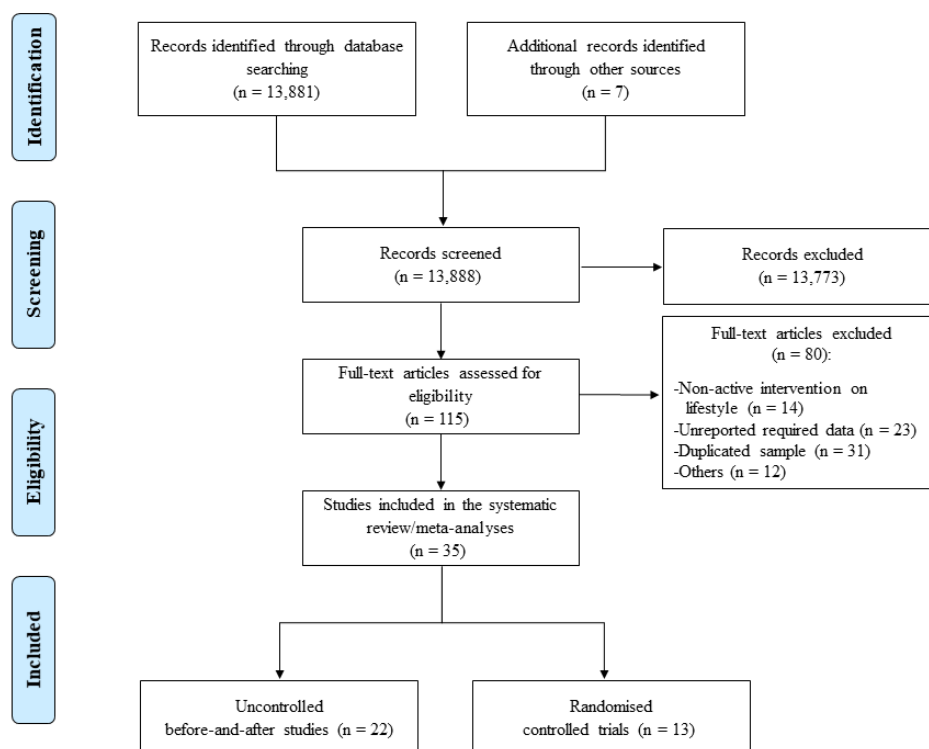 Identification
Records identified through database
searching
(n = 13,881)
Additional records identified
through other sources
(n = 7)
Screening
Records screened
(n = 13,888)
Records excluded
(n = 13,773)
Eligibility
Full-text articles assessed for
eligibility
(n = 115)
Full-text articles excluded
(n = 80):
-Non-active intervention on
lifestyle (n = 14)
-Unreported required data (n = 23)
-Duplicated sample (n = 31)
-Others (n = 12)
Studies included in the systematic
review/meta-analyses
(n = 35)
Included
Uncontrolled
before-and-after studies (n = 22)
Randomised
controlled trials (n = 13)